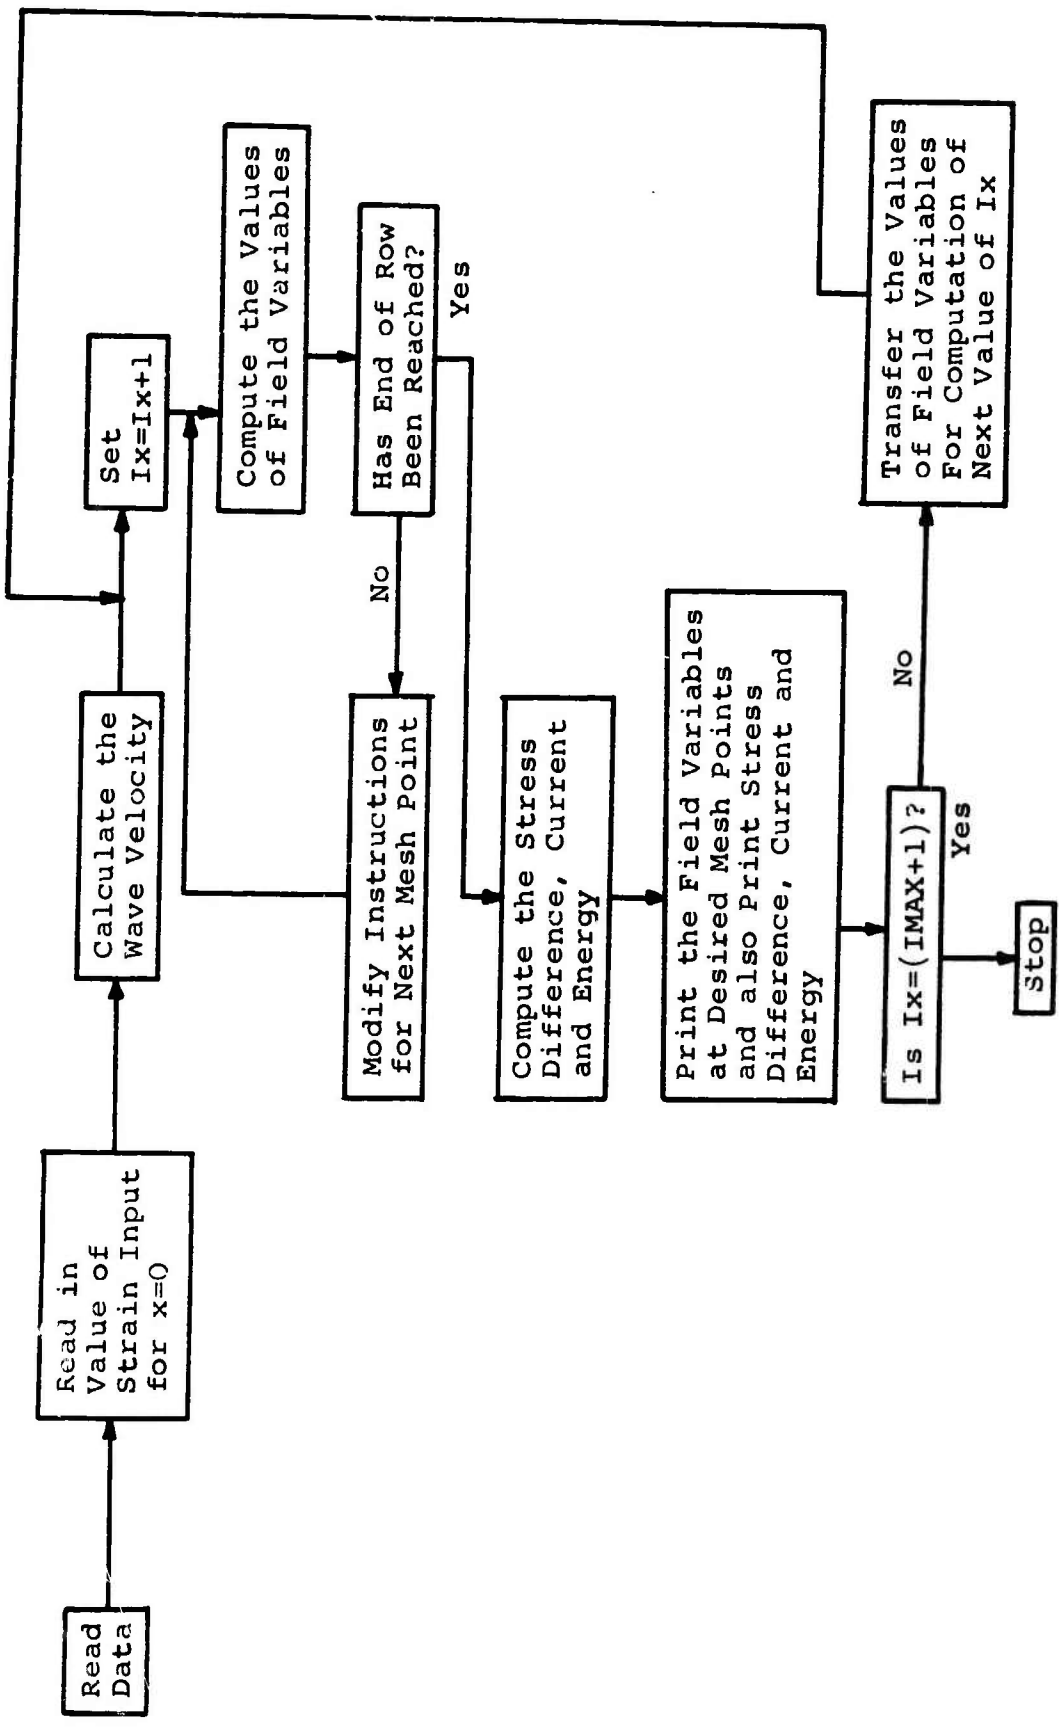 Read
Data
Read in
Value of
Strain Input
for x=0
Calculate the
Wave Velocity
Set
Ix=Ix+1
Compute the Values
of Field Variables
Has End of Row
Been Reached?
No
Yes
Modify Instructions
for Next Mesh Point
Compute the Stress
Difference, Current
and Energy
Print the Field Variables
at Desired Mesh Points
and also Print Stress
Difference, Current and
Energy
Is Ix=(IMAX+1)?
No
Yes
Transfer the Values
of Field Variables
For Computation of
Next Value of Ix
Stop